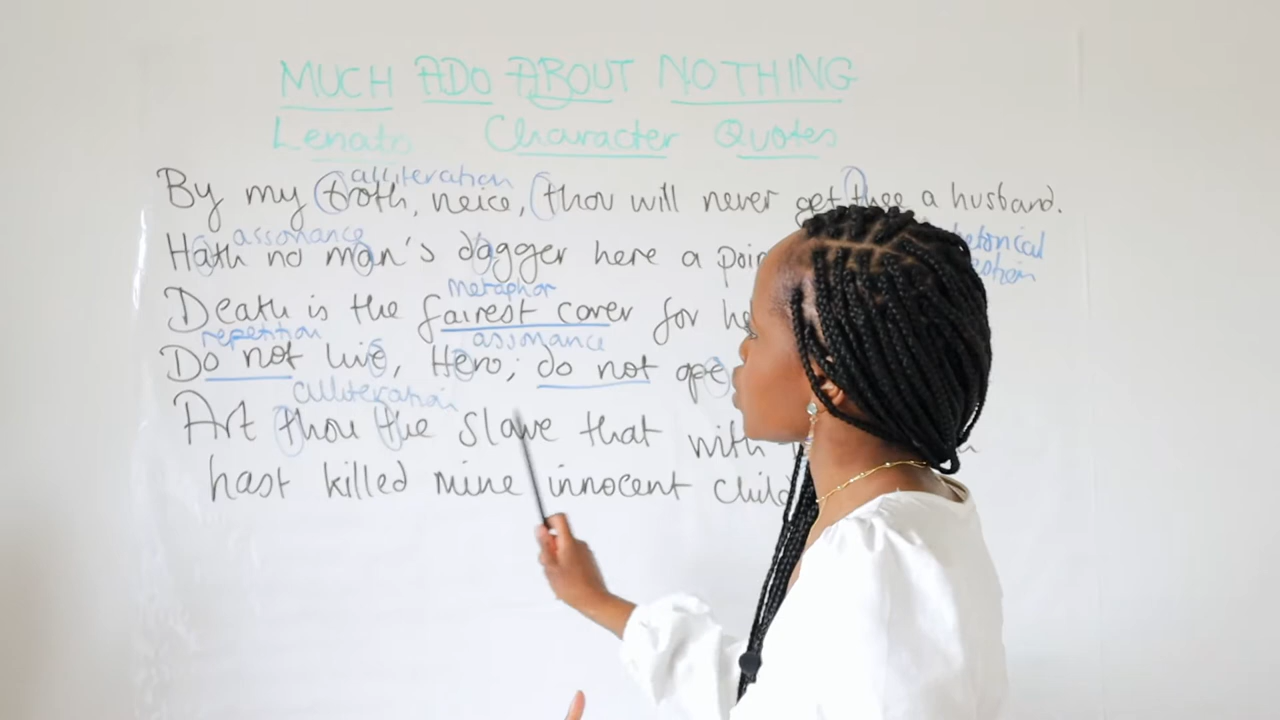 MUCH ADO ABOUT NOTHING
Lenato Character Quotes
alliteration
By my troth, neice, thou will never get thee a husband.
assonance
Hath no man's dagger here a poin
metaphor
Death is the fairest cover for he
repetition assonance
Do not live, Hero; do not ope
alliteration
Art thou the slave that with
hast killed mine innocent child